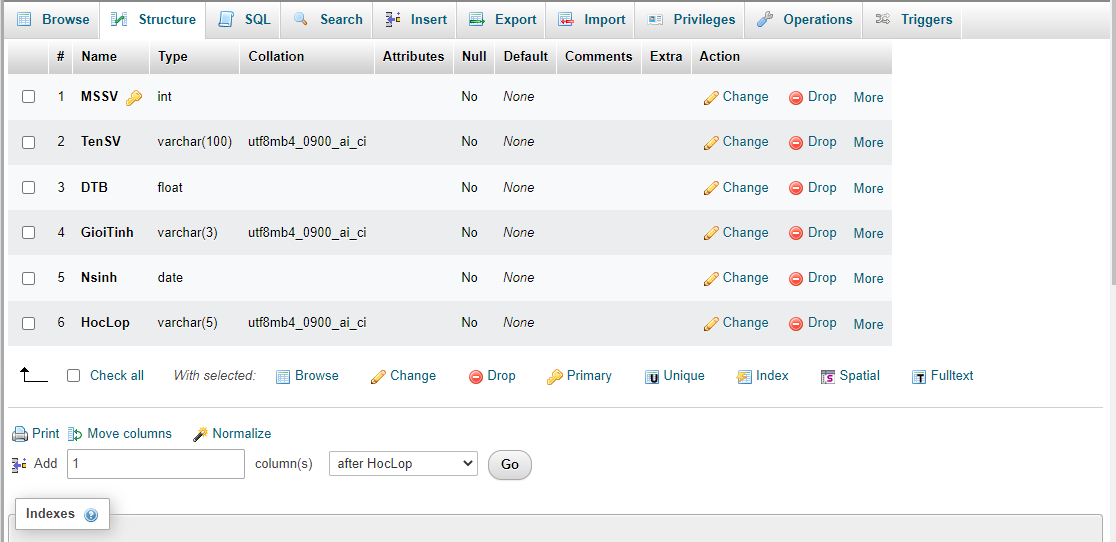 Browse Structure SQL Search Insert Export Import Privileges Operations Triggers
# Name Type Collation Attributes Null Default Comments Extra Action
1 MSSV int No None Change Drop More
2 TenSV varchar(100) utf8mb4_0900_ai_ci No None Change Drop More
3 DTB float No None Change Drop More
4 GioiTinh varchar(3) utf8mb4_0900_ai_ci No None Change Drop More
5 Nsinh date No None Change Drop More
6 HocLop varchar(5) utf8mb4_0900_ai_ci No None Change Drop More
Check all With selected: Browse Change Drop Primary Unique Index Spatial Fulltext
Print Move columns Normalize
Add 1 column(s) after HocLop Go
Indexes